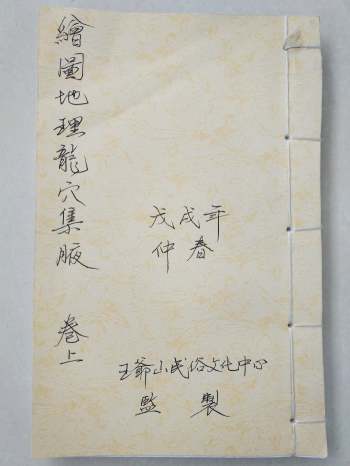 繪圖地理龍穴集腋 卷上
戊戌年
仲春
王爺山民俗文化中心
監製